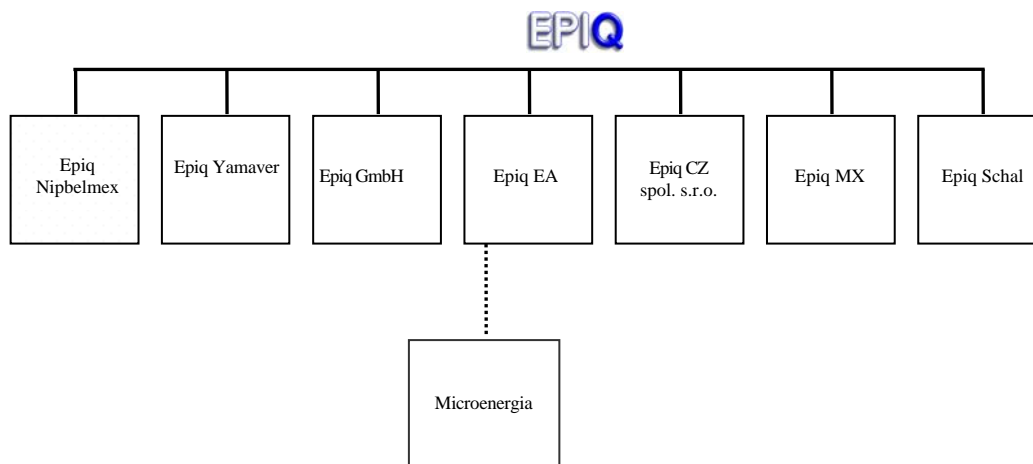 EPIQ
Epiq
Nipbelmex
Epiq Yamaver
Epiq GmbH
Epiq EA
Epiq CZ
spol. s.r.o.
Epiq MX
Epiq Schal
Microenergia